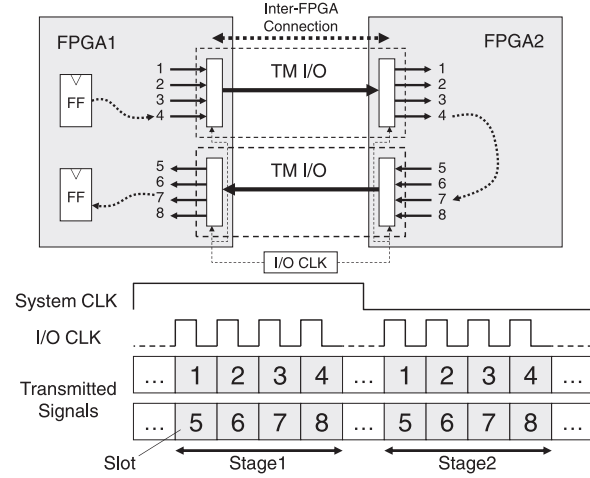 Inter-FPGA
Connection
FPGA1
FPGA2
1
2
3
4
TM I/O
1
2
3
4
FF
5
6
7
8
TM I/O
5
6
7
8
FF
I/O CLK
System CLK
I/O CLK
Transmitted
Signals
... 1 2 3 4 ... 1 2 3 4 ...
... 5 6 7 8 ... 5 6 7 8 ...
Slot
Stage1
Stage2